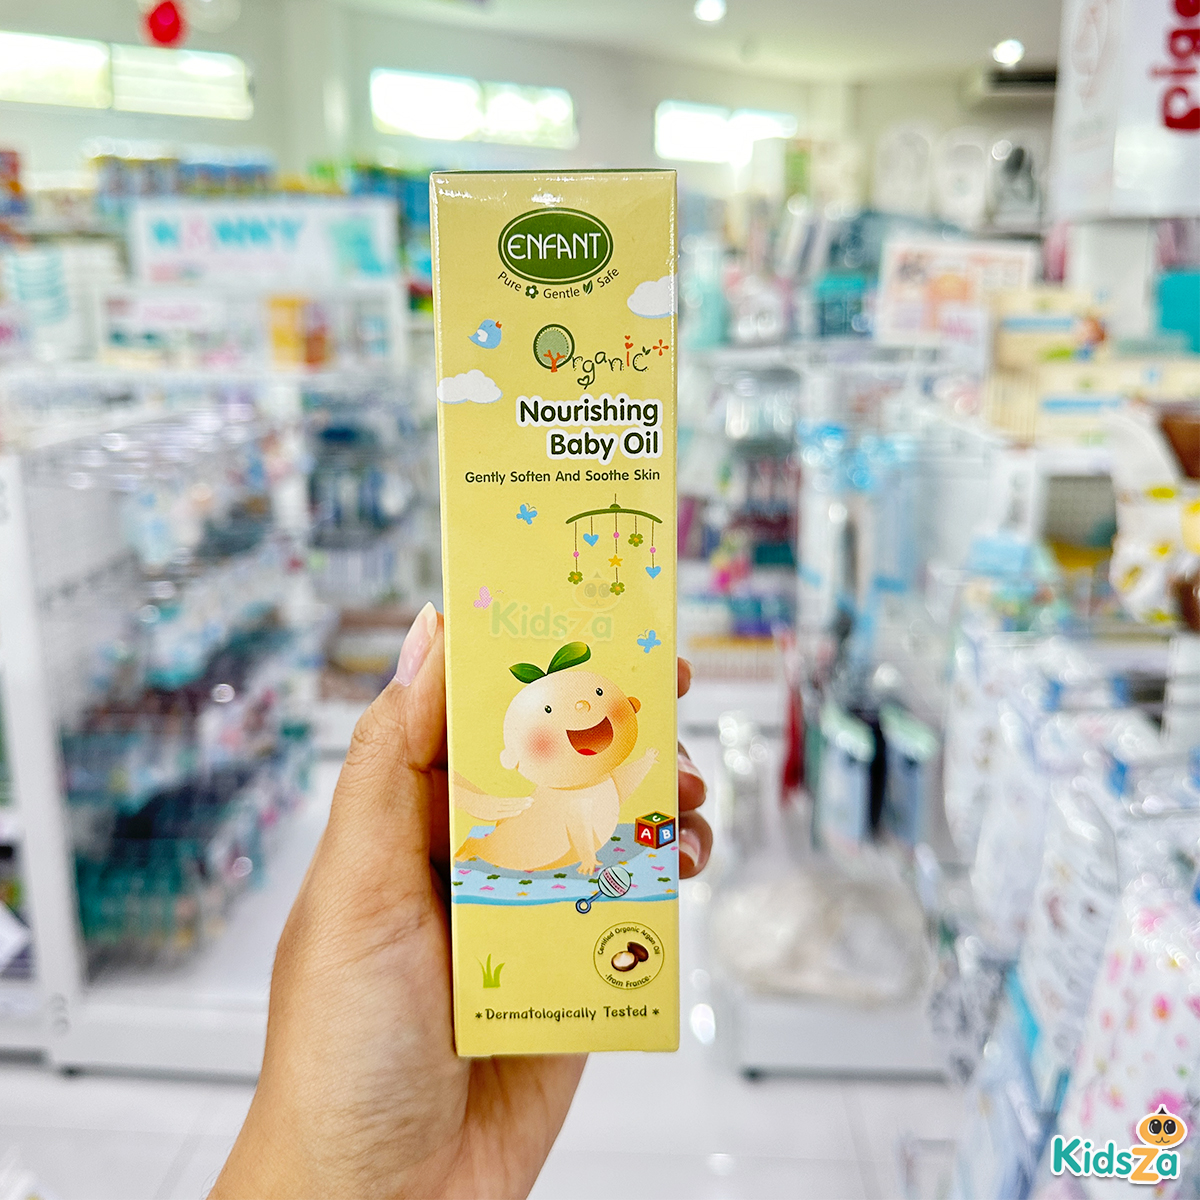 ENFANT
Pure Gentle Safe
Organic+
Nourishing
Baby Oil
Gently Soften And Soothe Skin
KidsZa
A B C
Certified Organic Argan Oil
-from France-
*Dermatologically Tested*
KidsZa